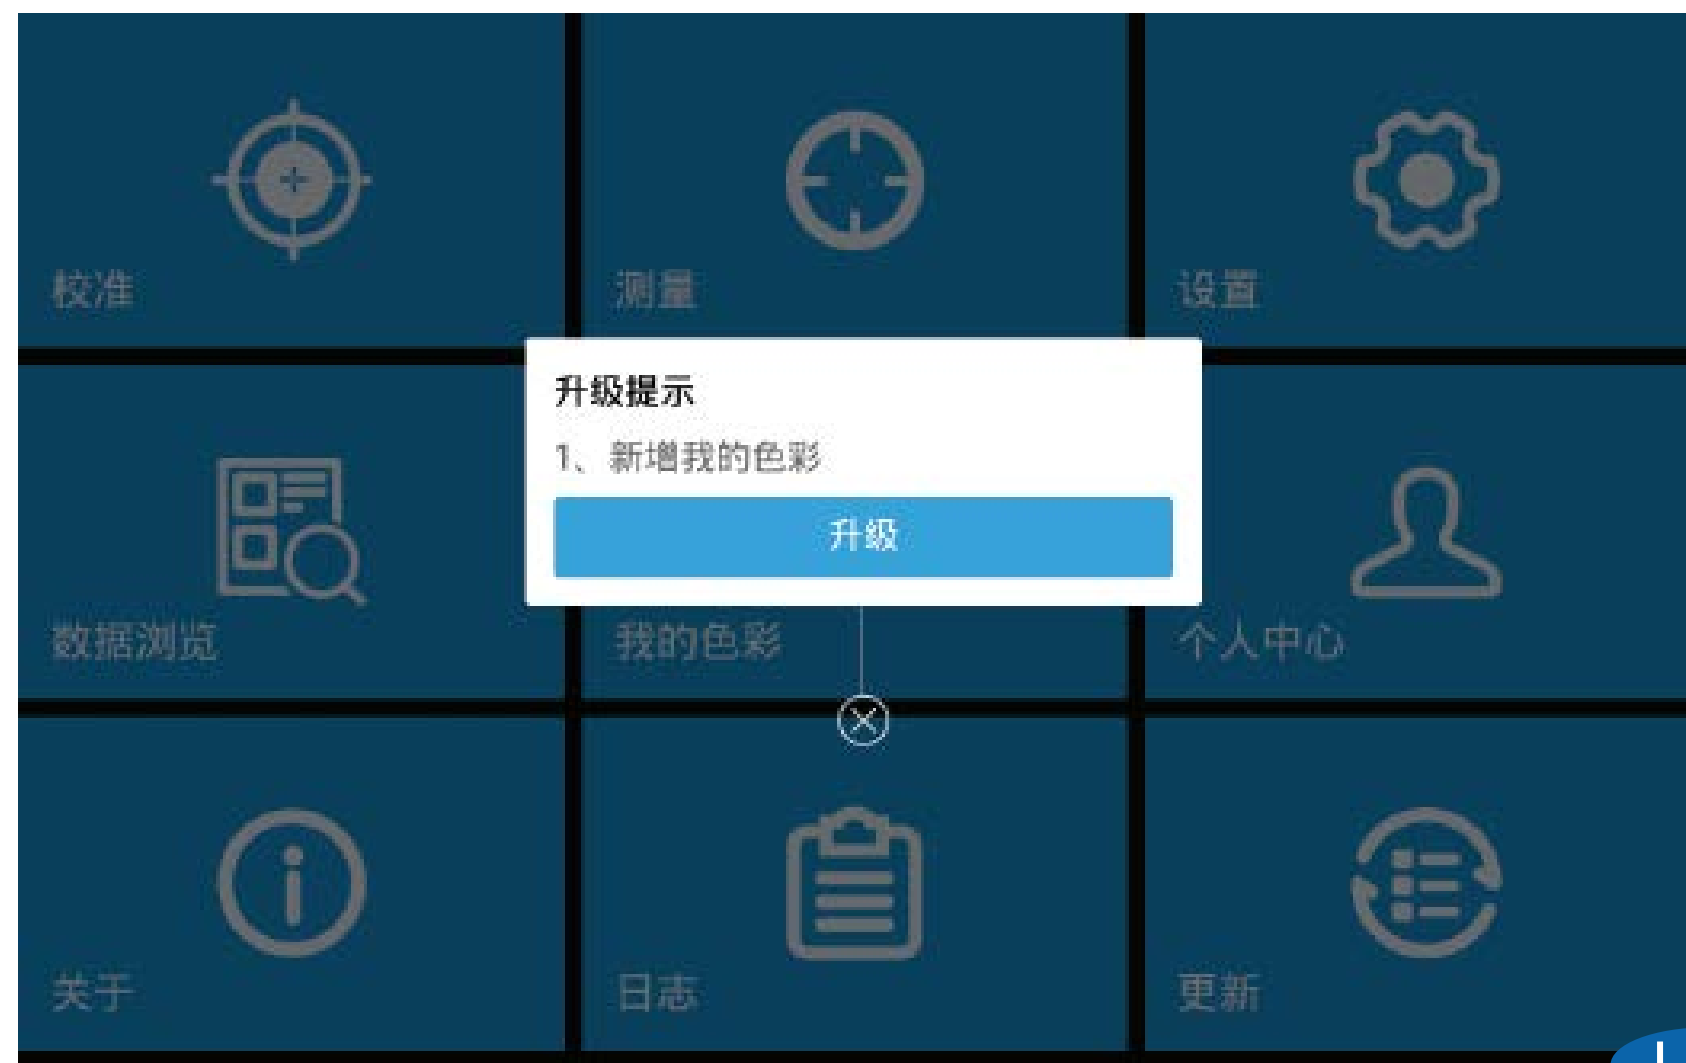 校准
测量
设置
升级提示
1、新增我的色彩
升级
数据浏览
我的色彩
个人中心
关于
日志
更新